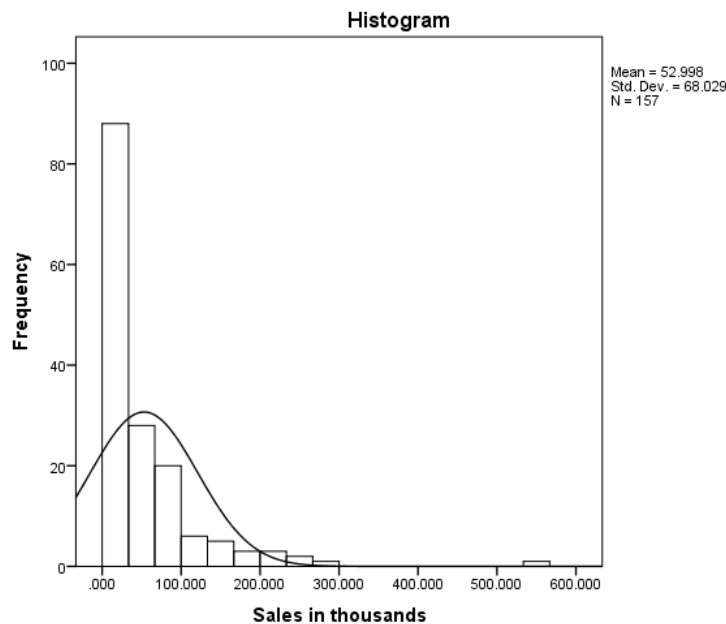 Histogram
Mean = 52.998
Std. Dev. = 68.029
N = 157
100
80
60
40
20
0
Frequency
.000 100.000 200.000 300.000 400.000 500.000 600.000
Sales in thousands